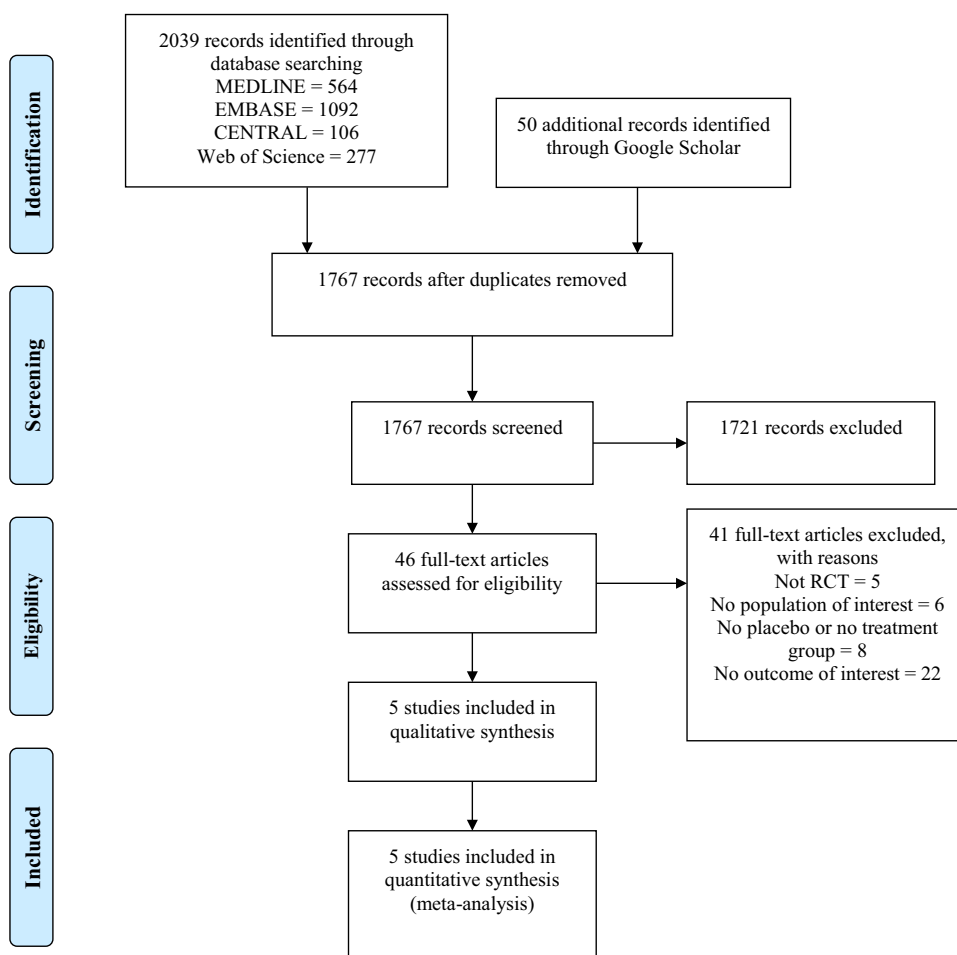 Identification
2039 records identified through
database searching
MEDLINE = 564
EMBASE = 1092
CENTRAL = 106
Web of Science = 277
50 additional records identified
through Google Scholar
1767 records after duplicates removed
Screening
1767 records screened
1721 records excluded
Eligibility
46 full-text articles
assessed for eligibility
41 full-text articles excluded,
with reasons
Not RCT = 5
No population of interest = 6
No placebo or no treatment
group = 8
No outcome of interest = 22
5 studies included in
qualitative synthesis
Included
5 studies included in
quantitative synthesis
(meta-analysis)